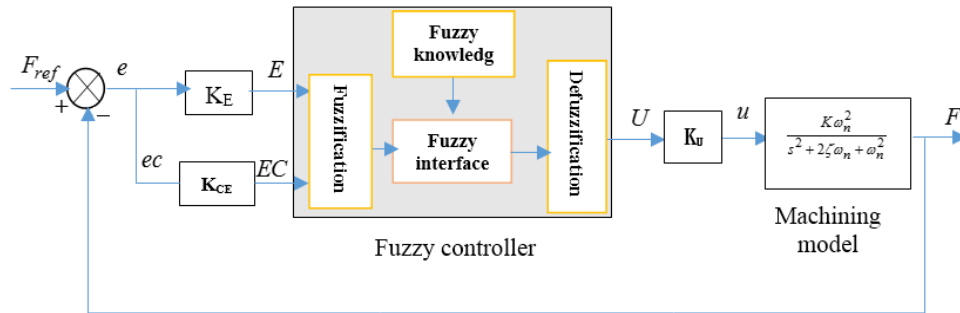 F_ref
+
−
e
ec
K_E
K_CE
E
EC
Fuzzification
Fuzzy
knowledg
Fuzzy
interface
Defuzzification
U
K_U
u
Kω_n^2
s^2 + 2ζω_n + ω_n^2
F
Machining
model
Fuzzy controller